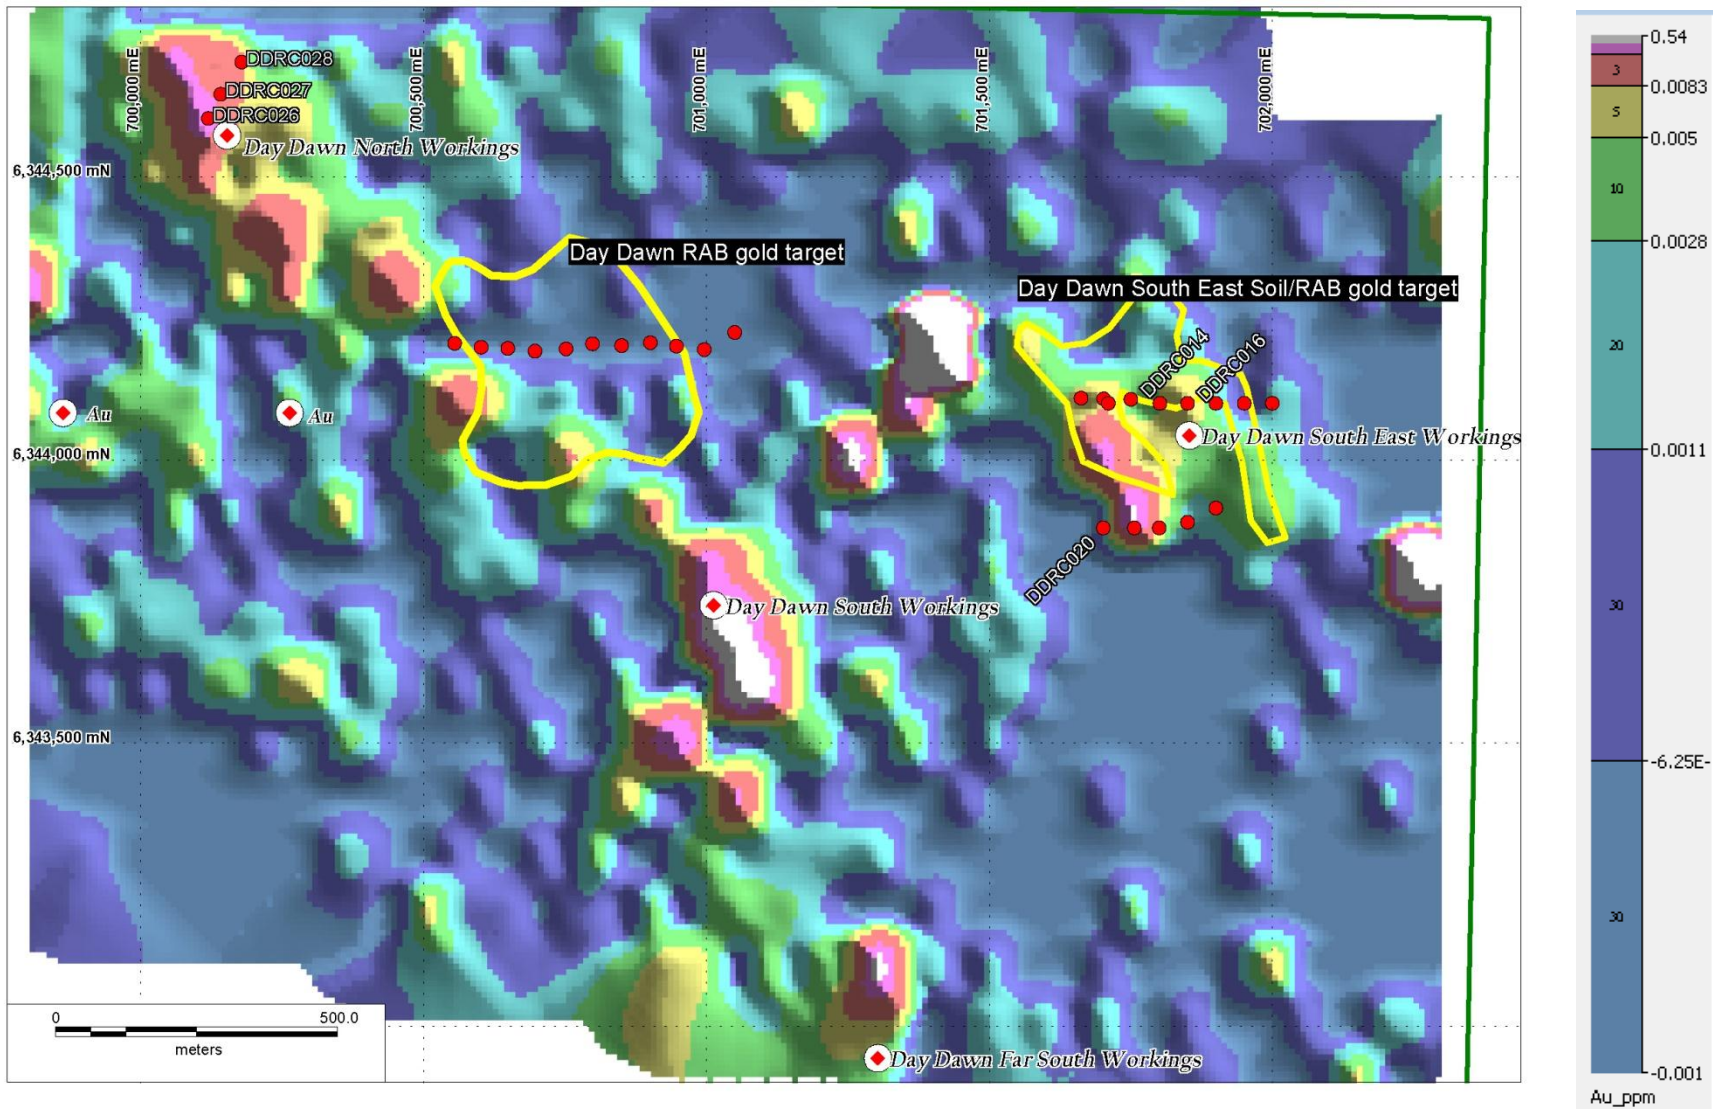 700,000 mE
700,500 mE
701,000 mE
701,500 mE
702,000 mE
DDRC028
DDRC027
DDRC026
Day Dawn North Workings
6,344,500 mN
Day Dawn RAB gold target
Day Dawn South East Soil/RAB gold target
DDRC014
DDRC016
Au
Au
Day Dawn South East Workings
6,344,000 mN
DDRC020
Day Dawn South Workings
6,343,500 mN
Day Dawn Far South Workings
0 500.0
meters
0.54
3
0.0083
5
0.005
10
0.0028
20
0.0011
30
-6.25E-
30
-0.001
Au_ppm